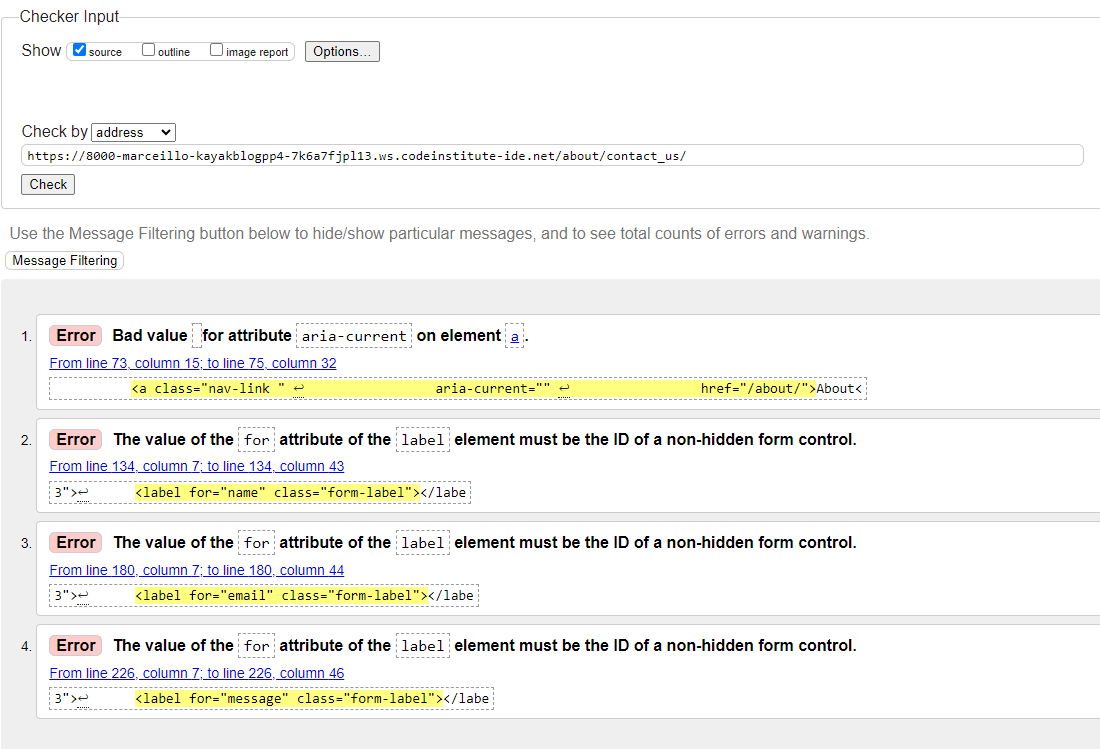 Checker Input
Show source outline image report Options...
Check by address
https://8000-marceillo-kayakblogpp4-7k6a7fjpl13.ws.codeinstitute-ide.net/about/contact_us/
Check
Use the Message Filtering button below to hide/show particular messages, and to see total counts of errors and warnings.
Message Filtering
1. Error Bad value for attribute aria-current on element a.
From line 73, column 15; to line 75, column 32
<a class="nav-link " ↩ aria-current="" ↩ href="/about/">About<
2. Error The value of the for attribute of the label element must be the ID of a non-hidden form control.
From line 134, column 7; to line 134, column 43
3">↩ <label for="name" class="form-label"></labe
3. Error The value of the for attribute of the label element must be the ID of a non-hidden form control.
From line 180, column 7; to line 180, column 44
3">↩ <label for="email" class="form-label"></labe
4. Error The value of the for attribute of the label element must be the ID of a non-hidden form control.
From line 226, column 7; to line 226, column 46
3">↩ <label for="message" class="form-label"></labe